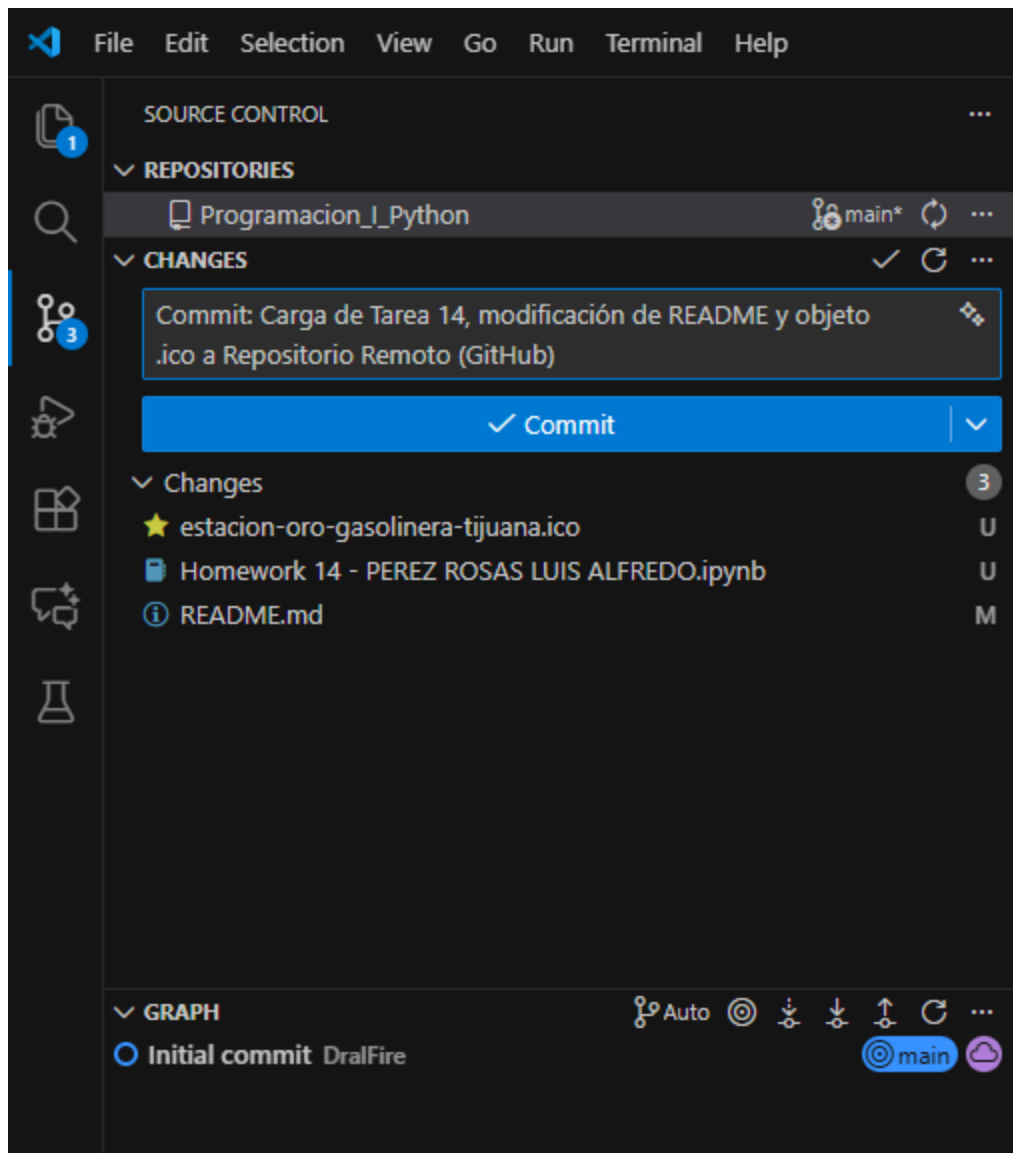 File Edit Selection View Go Run Terminal Help
SOURCE CONTROL
1
REPOSITORIES
Programacion_I_Python main*
CHANGES
3
Commit: Carga de Tarea 14, modificación de README y objeto
.ico a Repositorio Remoto (GitHub)
Commit
Changes 3
estacion-oro-gasolinera-tijuana.ico U
Homework 14 - PEREZ ROSAS LUIS ALFREDO.ipynb U
README.md M
GRAPH Auto
Initial commit DralFire main